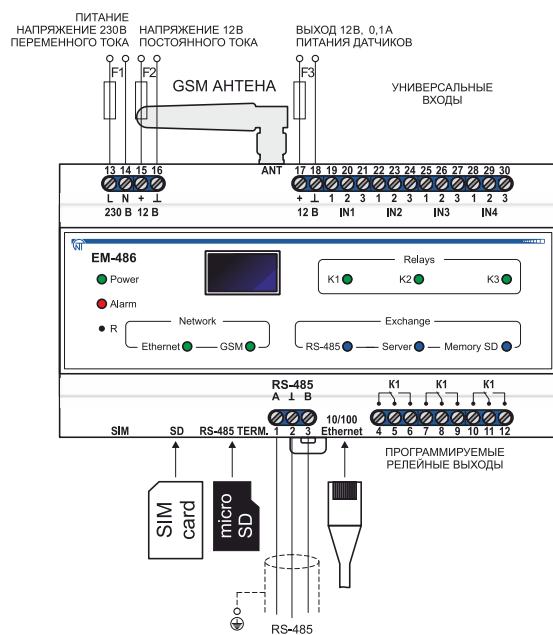 ПИТАНИЕ
НАПРЯЖЕНИЕ 230В
ПЕРЕМЕННОГО ТОКА
НАПРЯЖЕНИЕ 12В
ПОСТОЯННОГО ТОКА
ВЫХОД 12В, 0,1А
ПИТАНИЯ ДАТЧИКОВ
F1
F2
F3
GSM АНТЕНА
УНИВЕРСАЛЬНЫЕ
ВХОДЫ
ANT
13 14 15 16
17 18 19 20 21 22 23 24 25 26 27 28 29 30
L N + ⊥
+ ⊥ 1 2 3 1 2 3 1 2 3 1 2 3
230 В 12 В
12 В IN1 IN2 IN3 IN4
NT
EM-486
Power
Alarm
R
Relays
K1 K2 K3
Network
Ethernet GSM
Exchange
RS-485 Server Memory SD
RS-485
A ⊥ B
10/100
Ethernet
K1 K1 K1
SIM SD RS-485 TERM. 1 2 3
4 5 6 7 8 9 10 11 12
ПРОГРАММИРУЕМЫЕ
РЕЛЕЙНЫЕ ВЫХОДЫ
SIM
card
micro
SD
RS-485